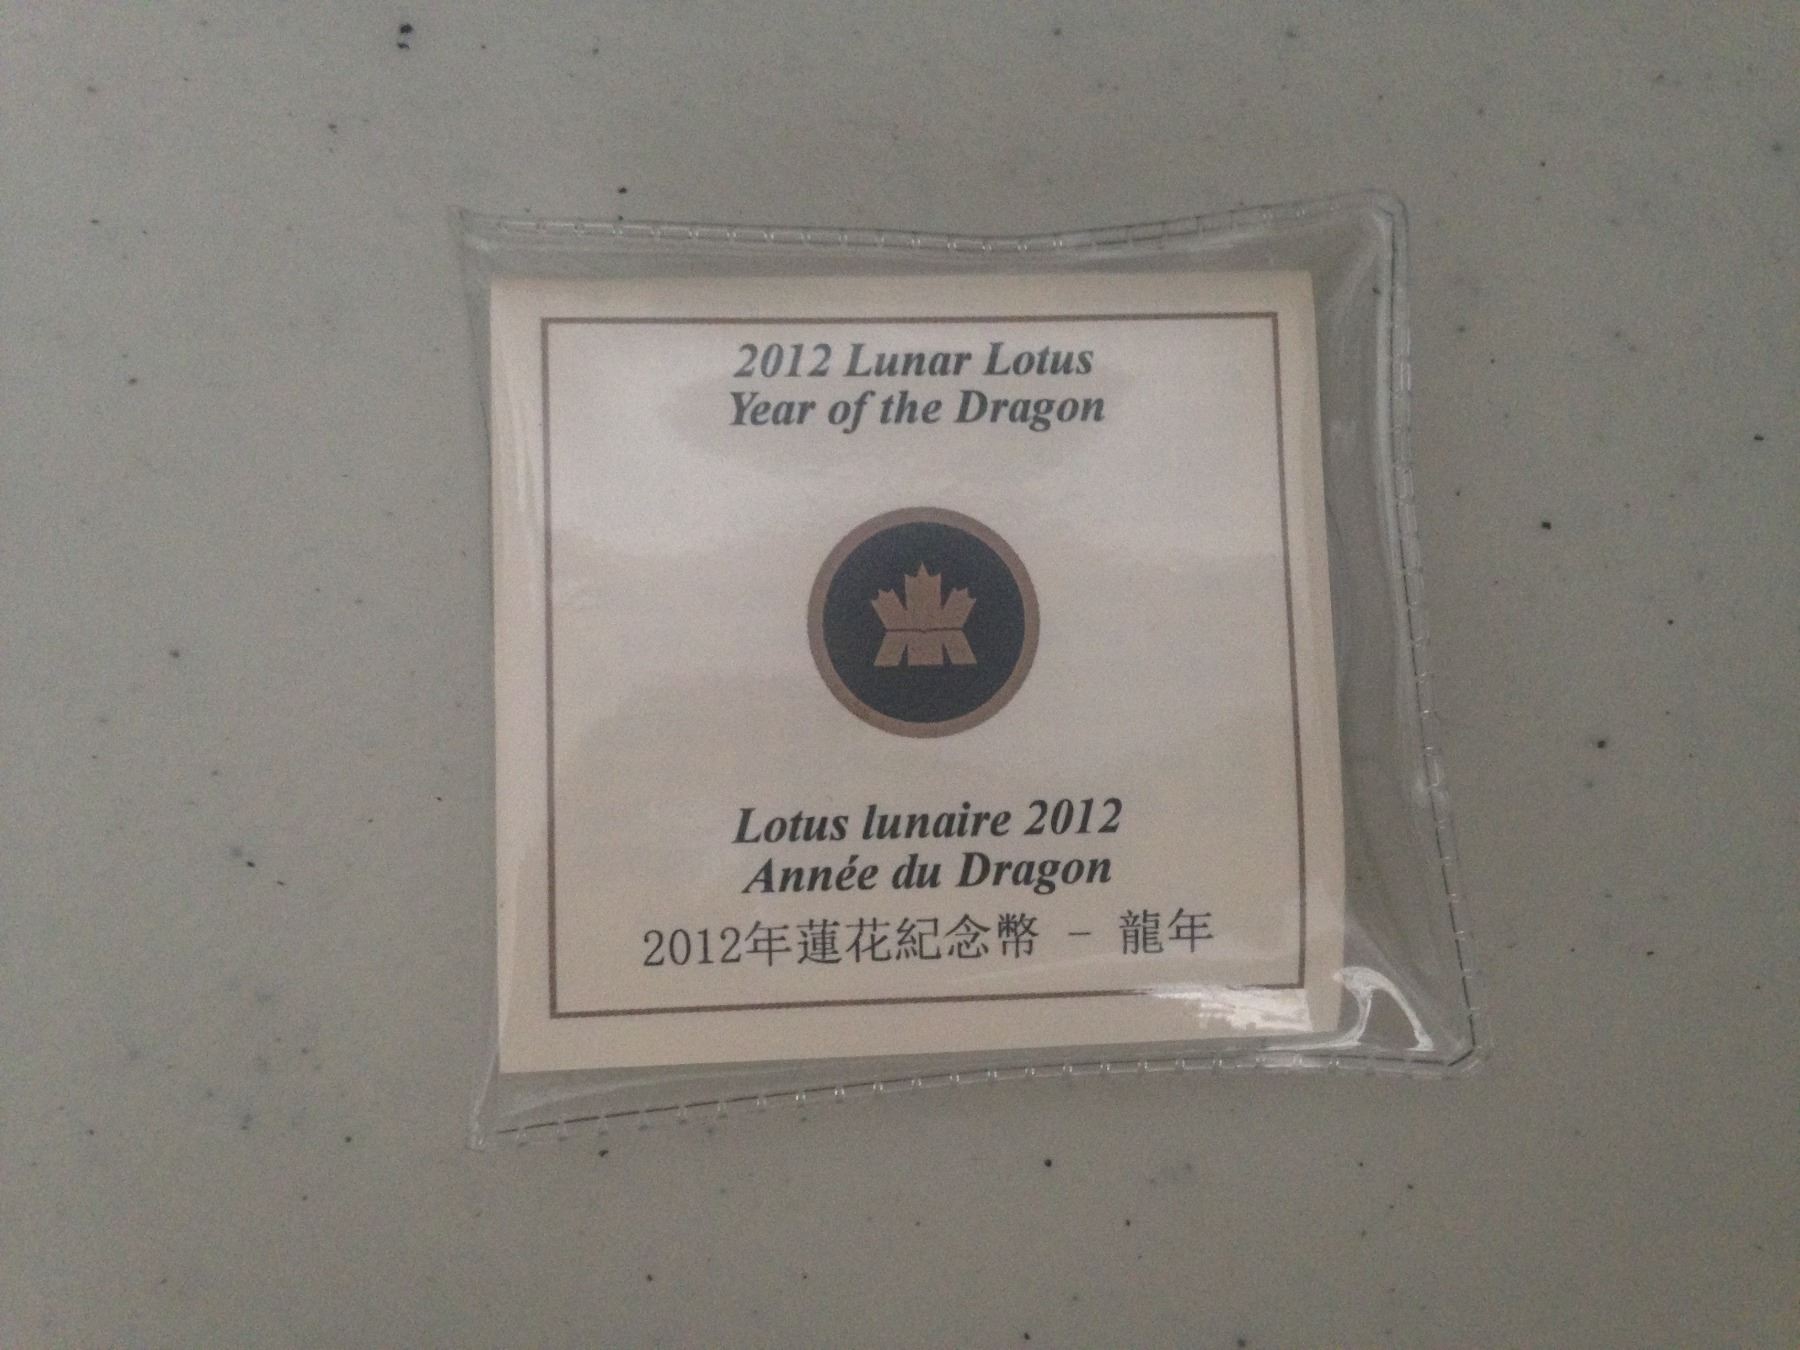 2012 Lunar Lotus
Year of the Dragon
Lotus lunaire 2012
Année du Dragon
2012年蓮花紀念幣 - 龍年